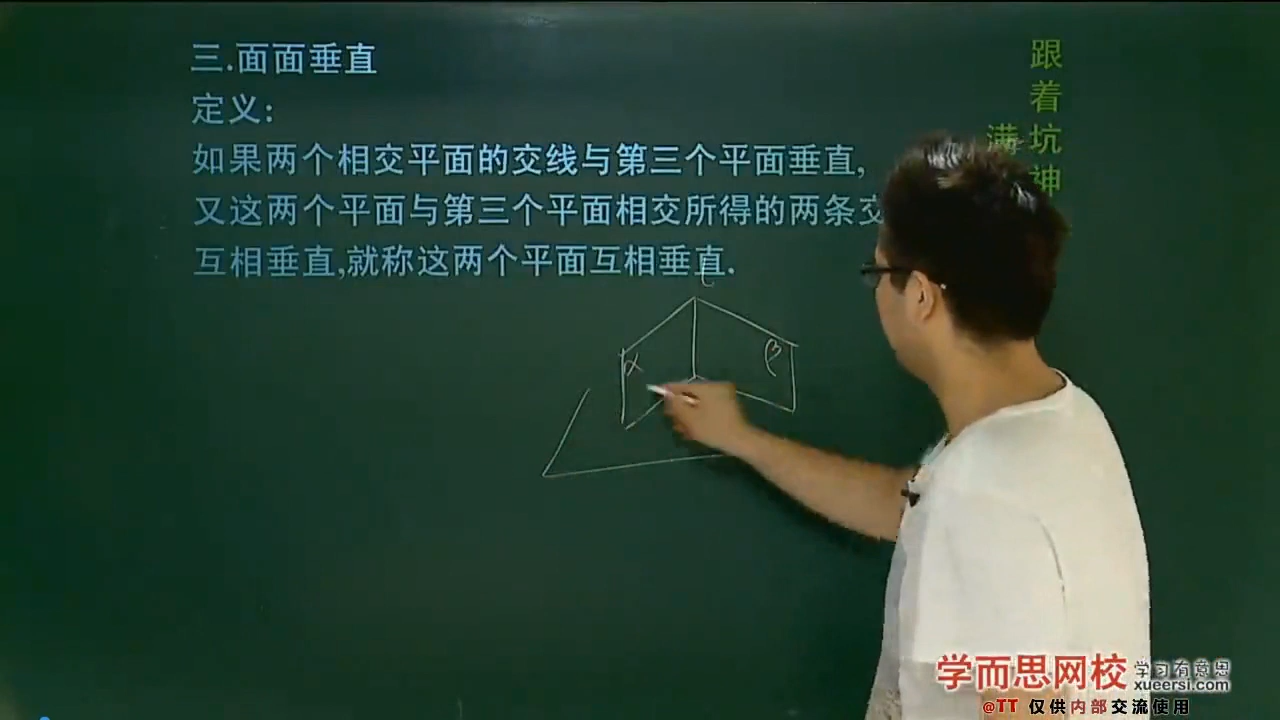 三.面面垂直
定义:
如果两个相交平面的交线与第三个平面垂直,
又这两个平面与第三个平面相交所得的两条交
互相垂直,就称这两个平面互相垂直.
跟着坑神
满
l
α
β
学而思网校 学习有意思
xueersi.com
@TT 仅供内部交流使用